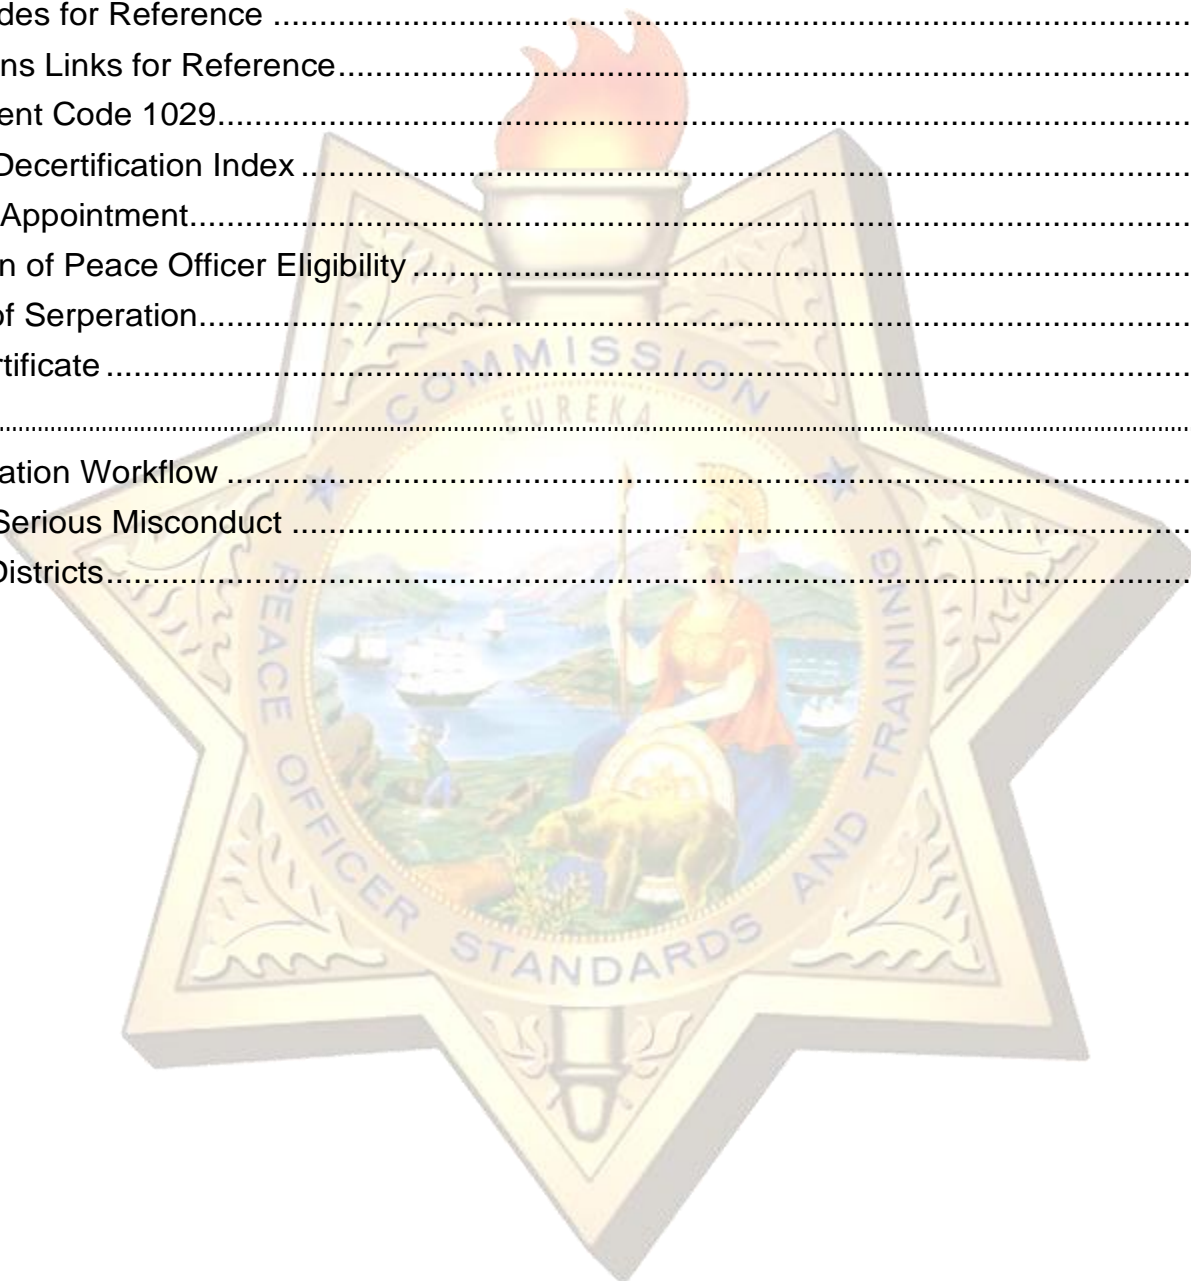 des for Reference ........................................................................
ns Links for Reference........................................................................
ent Code 1029........................................................................
Decertification Index ........................................................................
Appointment........................................................................
n of Peace Officer Eligibility ........................................................................
of Serperation........................................................................
rtificate ........................................................................
........................................................................
ation Workflow ........................................................................
Serious Misconduct ........................................................................
Districts........................................................................
COMMISSION
EUREKA
PEACE OFFICER STANDARDS AND TRAINING